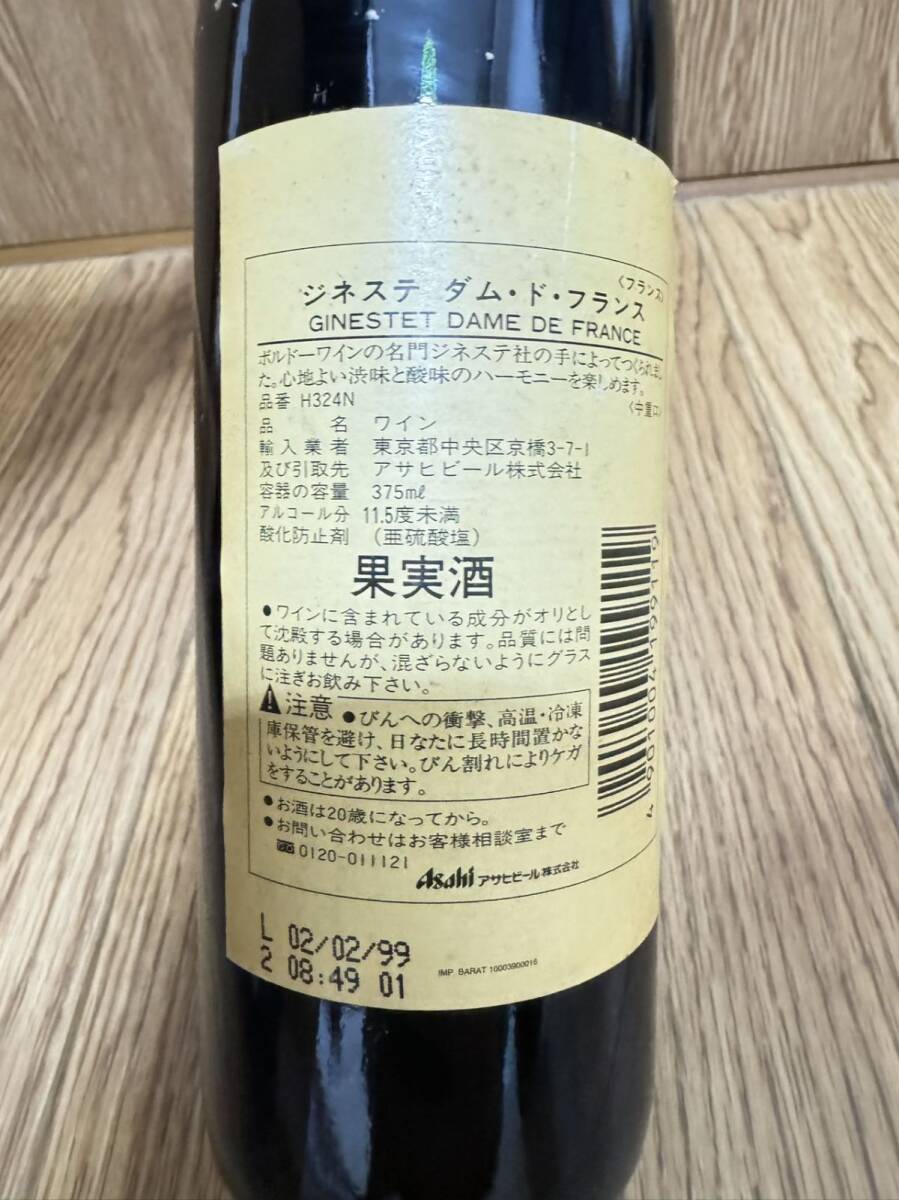 〈フランス〉
ジネステ ダム・ド・フランス
GINESTET DAME DE FRANCE
ボルドーワインの名門ジネステ社の手によってつくられまし
た。心地よい渋味と酸味のハーモニーを楽しめます。
品番 H324N
品名 ワイン
輸入業者 東京都中央区京橋3-7-1
及び引取先 アサヒビール株式会社
容器の容量 375mℓ
アルコール分 11.5度未満
酸化防止剤 (亜硫酸塩)
果実酒
●ワインに含まれている成分がオリとし
て沈殿する場合があります。品質には問
題ありませんが、混ざらないようにグラス
に注ぎお飲み下さい。
注意 ●びんへの衝撃、高温・冷凍
庫保管を避け、日なたに長時間置かな
いようにして下さい。びん割れによりケガ
をすることがあります。
●お酒は20歳になってから。
●お問い合わせはお客様相談室まで
0120-011121
Asahi アサヒビール株式会社
L 02/02/99
2 08:49 01
IMP. BARAT 10003900016